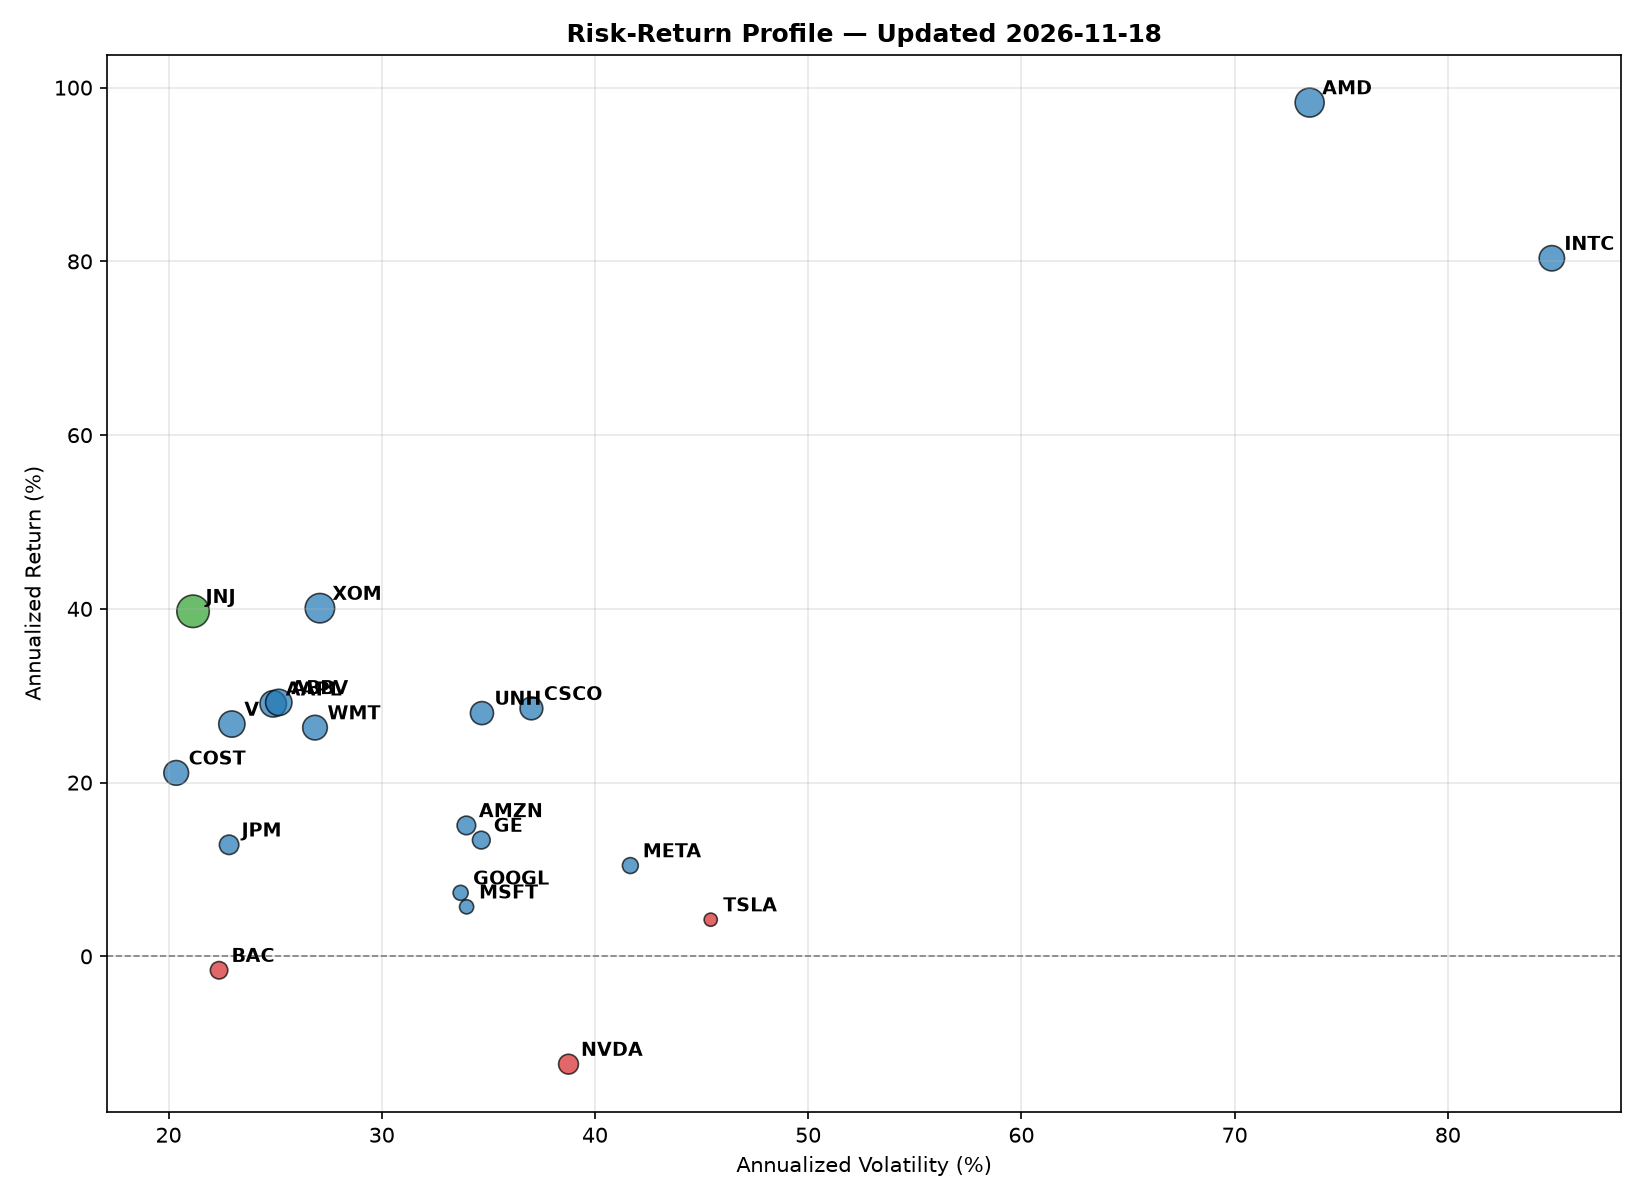 Risk-Return Profile — Updated 2026-11-18
Annualized Return (%)
100
80
60
40
20
0
AMD
INTC
JNJ
XOM
AAPL
ABBV
V
WMT
UNH
CSCO
COST
AMZN
GE
JPM
META
GOOGL
MSFT
TSLA
BAC
NVDA
20
30
40
50
60
70
80
Annualized Volatility (%)